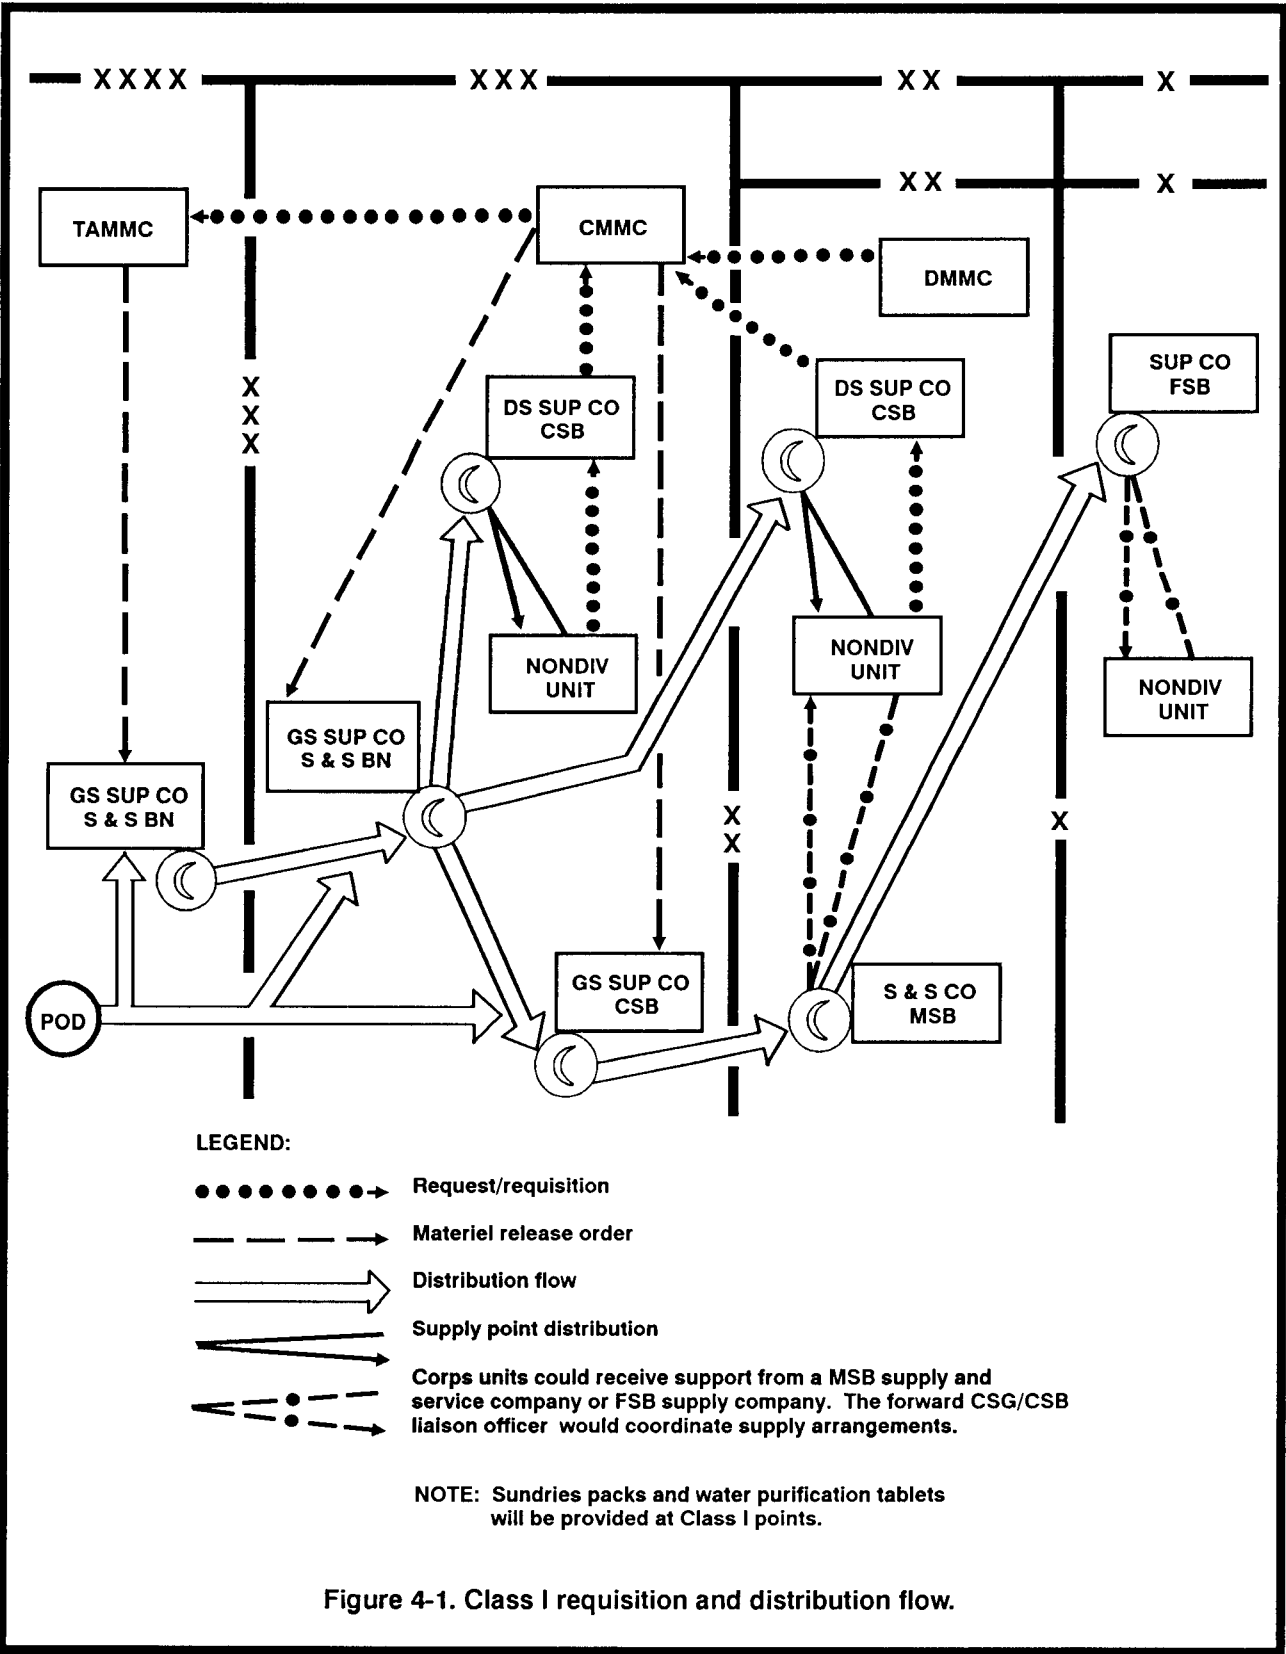 XXXX XXX XX X
XX X
TAMMC
CMMC
DMMC
SUP CO
FSB
X
X
X
DS SUP CO
CSB
DS SUP CO
CSB
NONDIV
UNIT
NONDIV
UNIT
NONDIV
UNIT
GS SUP CO
S & S BN
GS SUP CO
S & S BN
X
X
X
GS SUP CO
CSB
S & S CO
MSB
POD
LEGEND:
Request/requisition
Materiel release order
Distribution flow
Supply point distribution
Corps units could receive support from a MSB supply and
service company or FSB supply company. The forward CSG/CSB
liaison officer would coordinate supply arrangements.
NOTE: Sundries packs and water purification tablets
will be provided at Class I points.
Figure 4-1. Class I requisition and distribution flow.